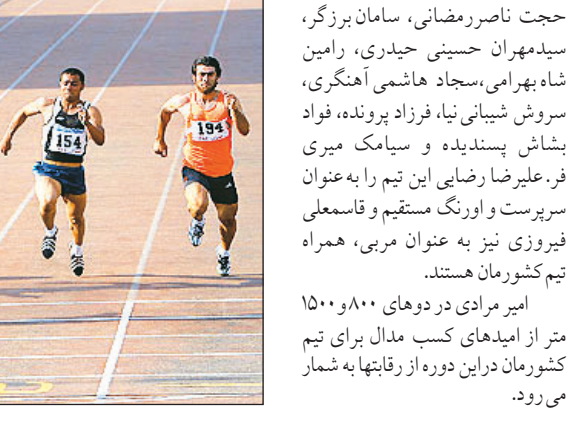 حجت ناصررمضانی، سامان برزگر،
سیدمهران حسینی حیدری، رامین
شاه‌بهرامی،سجاد هاشمی آهنگری،
سروش شیبانی‌نیا، فرزاد پرونده، فواد
بشاش پسندیده و سیامک میری
فر.علیرضا رضایی این تیم را به عنوان
سرپرست و اورنگ مستقیم و قاسمعلی
فیروزی نیز به عنوان مربی، همراه
تیم کشورمان هستند.
امیر مرادی در دوهای ۸۰۰ و ۱۵۰۰
متر از امیدهای کسب مدال برای تیم
کشورمان دراین دوره از رقابتها به شمار
می‌رود.
154
194